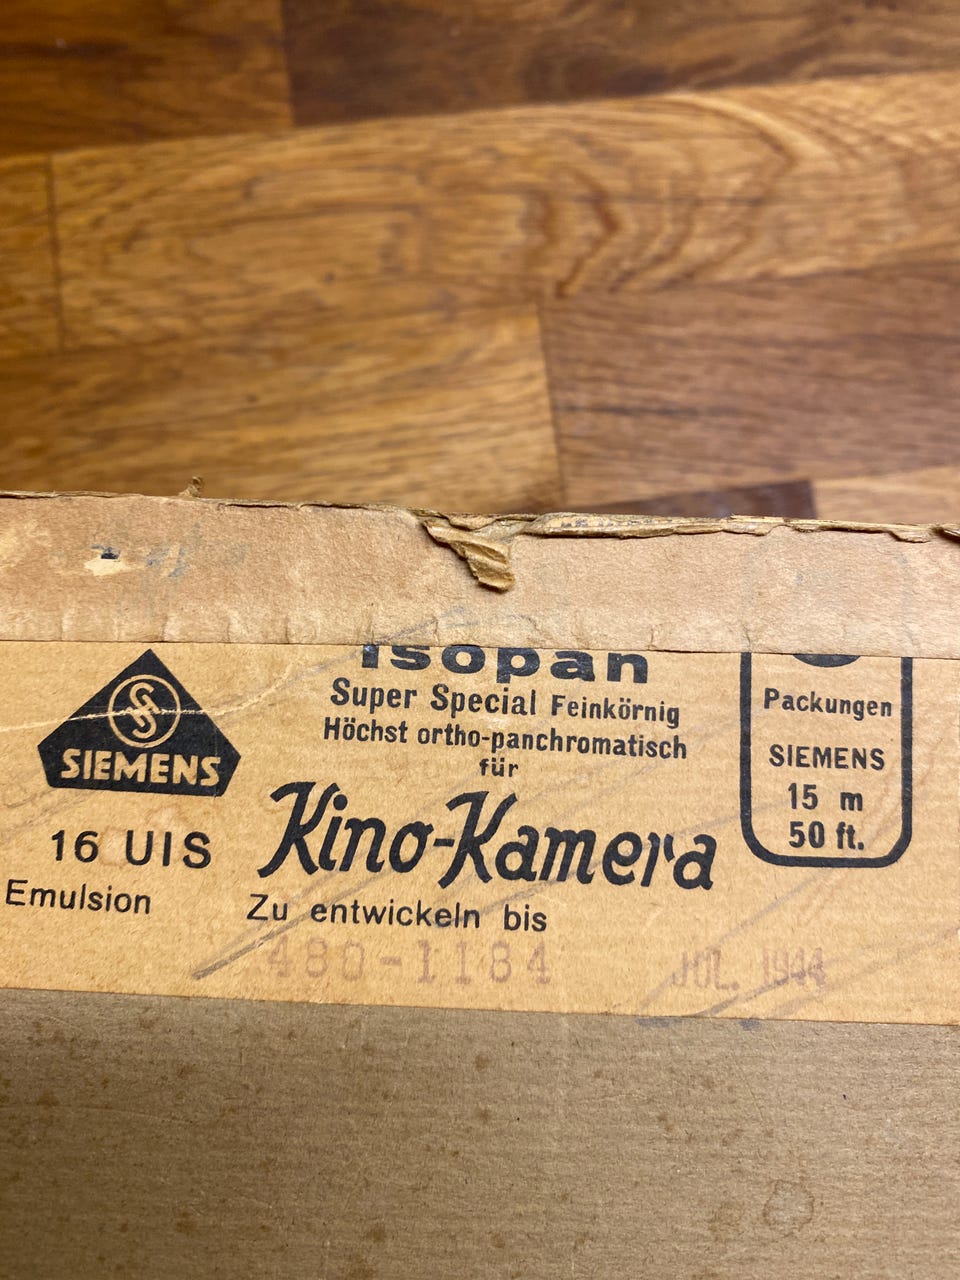 Isopan
Super Special Feinkörnig
Höchst ortho-panchromatisch
für
Kino-Kamera
SIEMENS
16 UIS
Emulsion
Zu entwickeln bis
480-1184
JUL. 1944
Packungen
SIEMENS
15 m
50 ft.